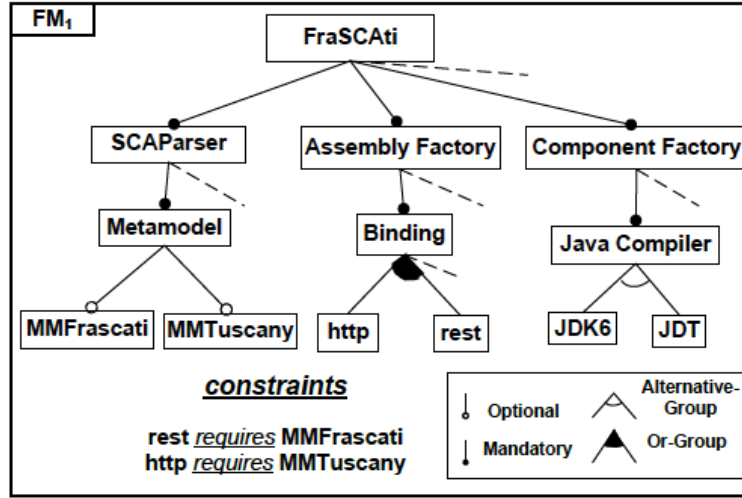 FM1
FraSCAti
SCAParser
Assembly Factory
Component Factory
Metamodel
Binding
Java Compiler
MMFrascati
MMTuscany
http
rest
JDK6
JDT
constraints
rest requires MMFrascati
http requires MMTuscany
Optional
Alternative-
Group
Mandatory
Or-Group